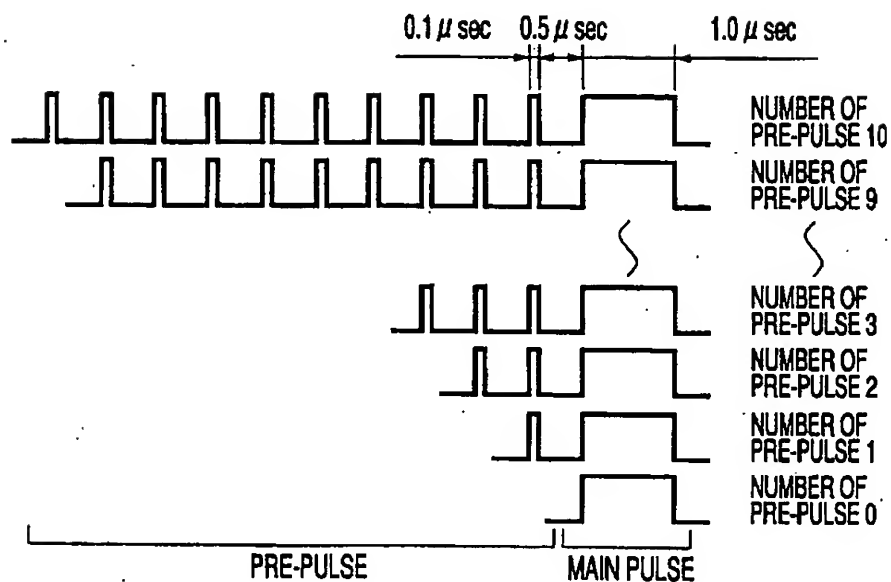 0.1 μ sec 0.5 μ sec 1.0 μ sec
NUMBER OF
PRE-PULSE 10
NUMBER OF
PRE-PULSE 9
NUMBER OF
PRE-PULSE 3
NUMBER OF
PRE-PULSE 2
NUMBER OF
PRE-PULSE 1
NUMBER OF
PRE-PULSE 0
PRE-PULSE MAIN PULSE